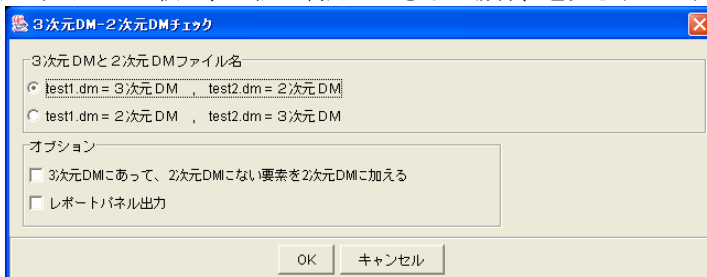 3次元DM-2次元DMチェック
3次元DMと2次元DMファイル名
test1.dm = 3次元DM , test2.dm = 2次元DM
test1.dm = 2次元DM , test2.dm = 3次元DM
オプション
3次元DMにあって、2次元DMにない要素を2次元DMに加える
レポートパネル出力
OK キャンセル